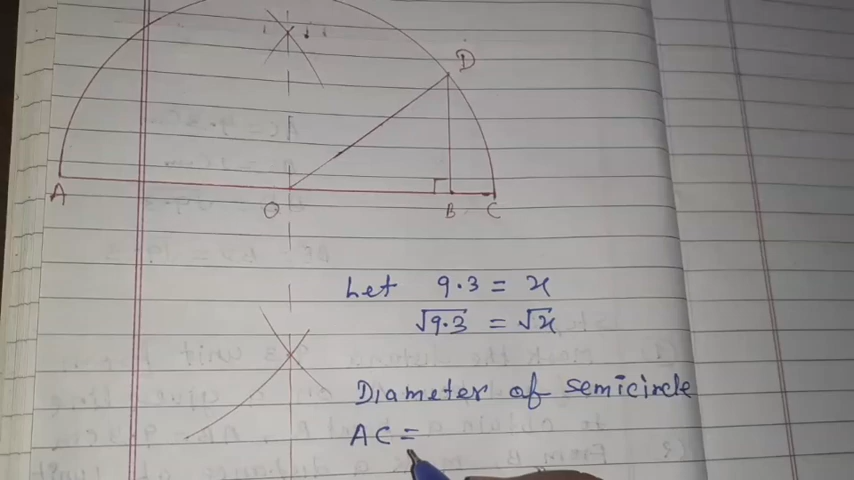 D
A
O
B
C
Let 9.3 = x
√9.3 = √x
Diameter of semicircle
AC =